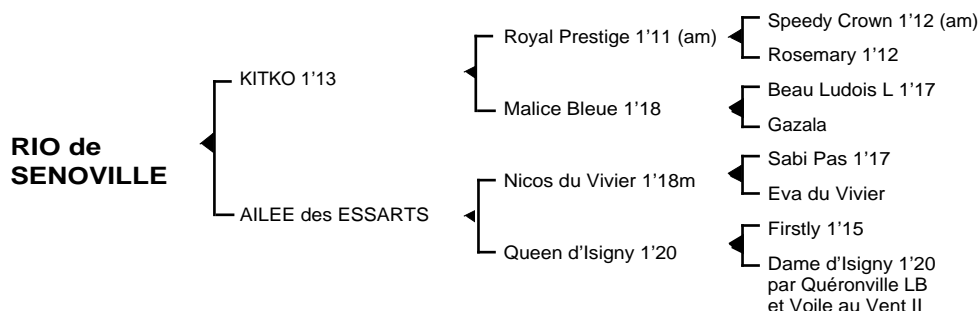 RIO de
SENOVILLE
KITKO 1’13
AILEE des ESSARTS
Royal Prestige 1’11 (am)
Malice Bleue 1’18
Nicos du Vivier 1’18m
Queen d’Isigny 1’20
Speedy Crown 1’12 (am)
Rosemary 1’12
Beau Ludois L 1’17
Gazala
Sabi Pas 1’17
Eva du Vivier
Firstly 1’15
Dame d’Isigny 1’20
par Quéronville LB
et Voile au Vent II